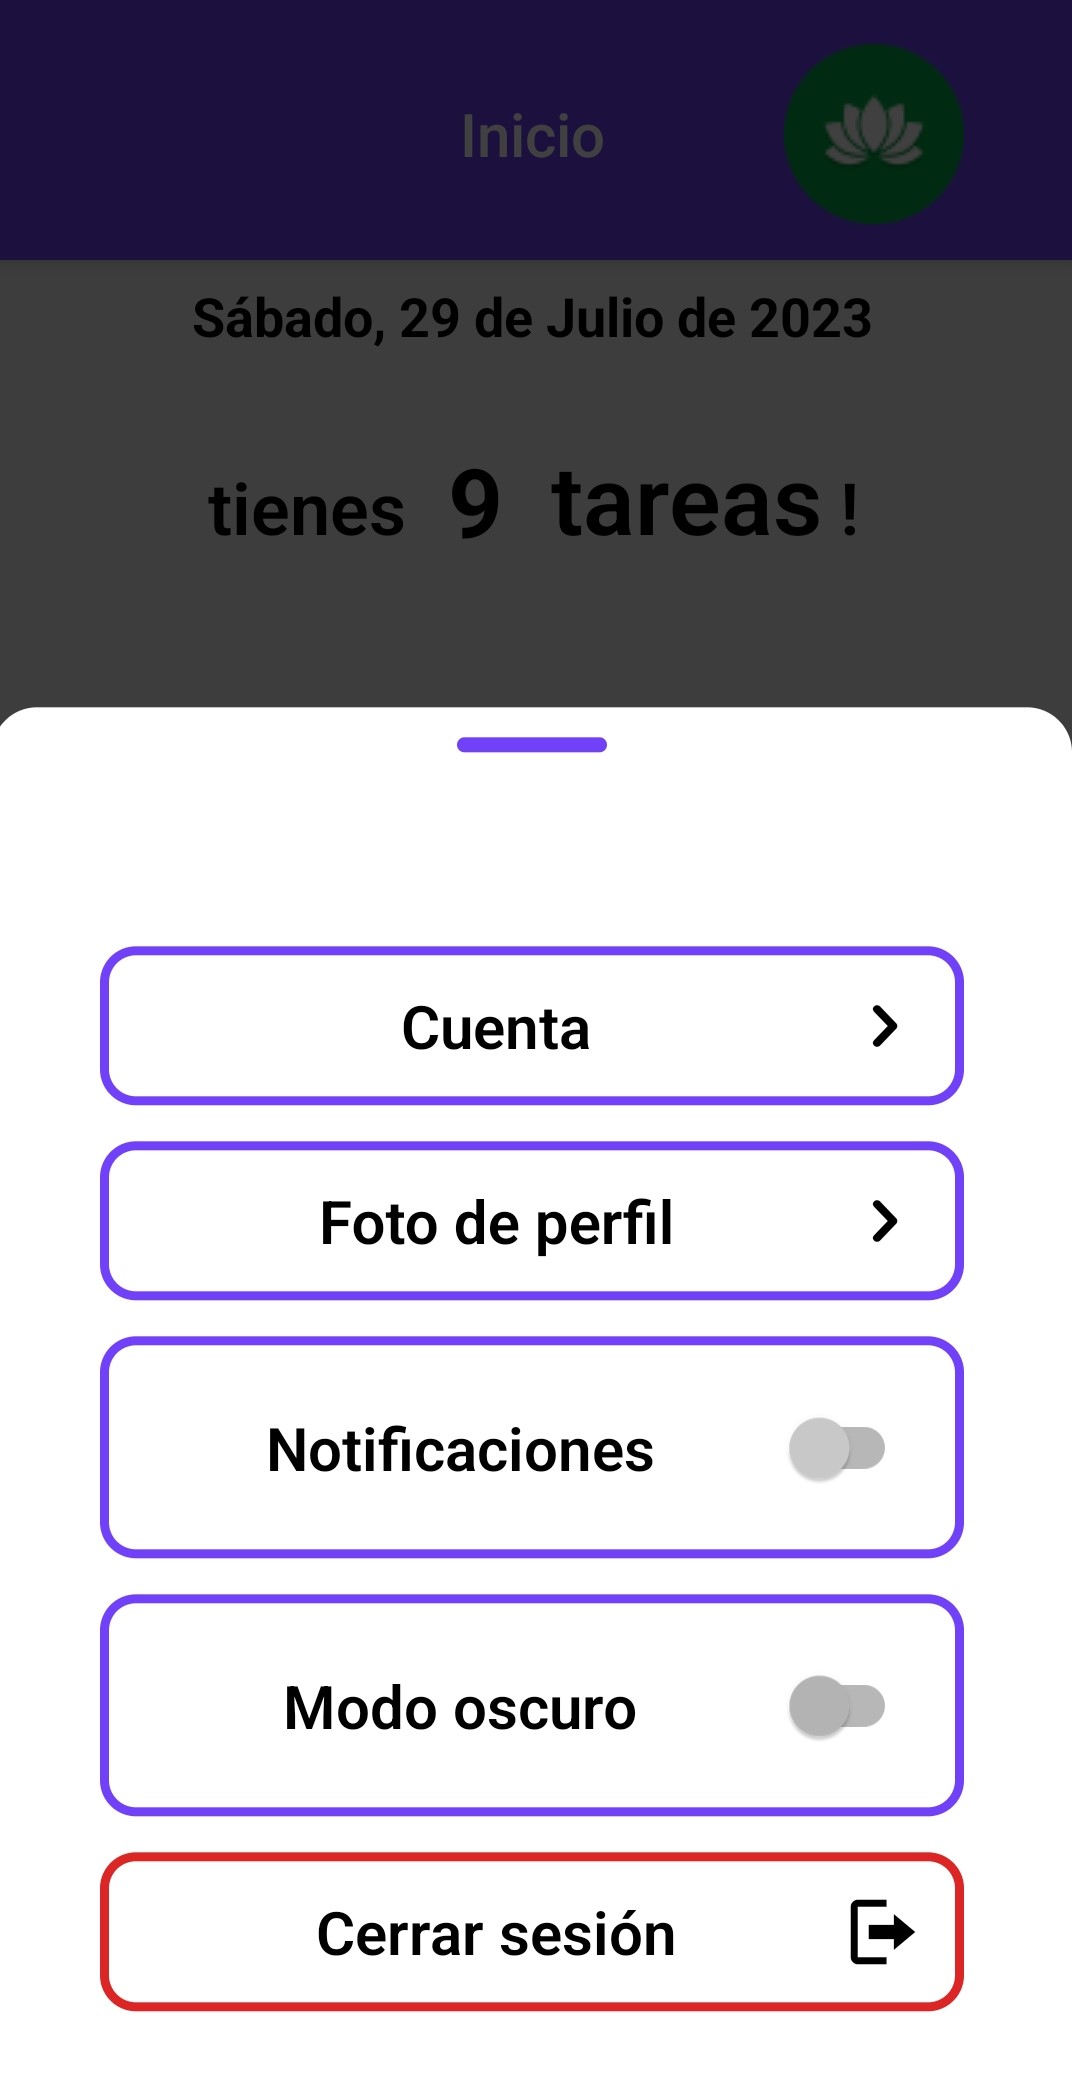 Inicio
Sábado, 29 de Julio de 2023
tienes 9 tareas !
Cuenta
Foto de perfil
Notificaciones
Modo oscuro
Cerrar sesión